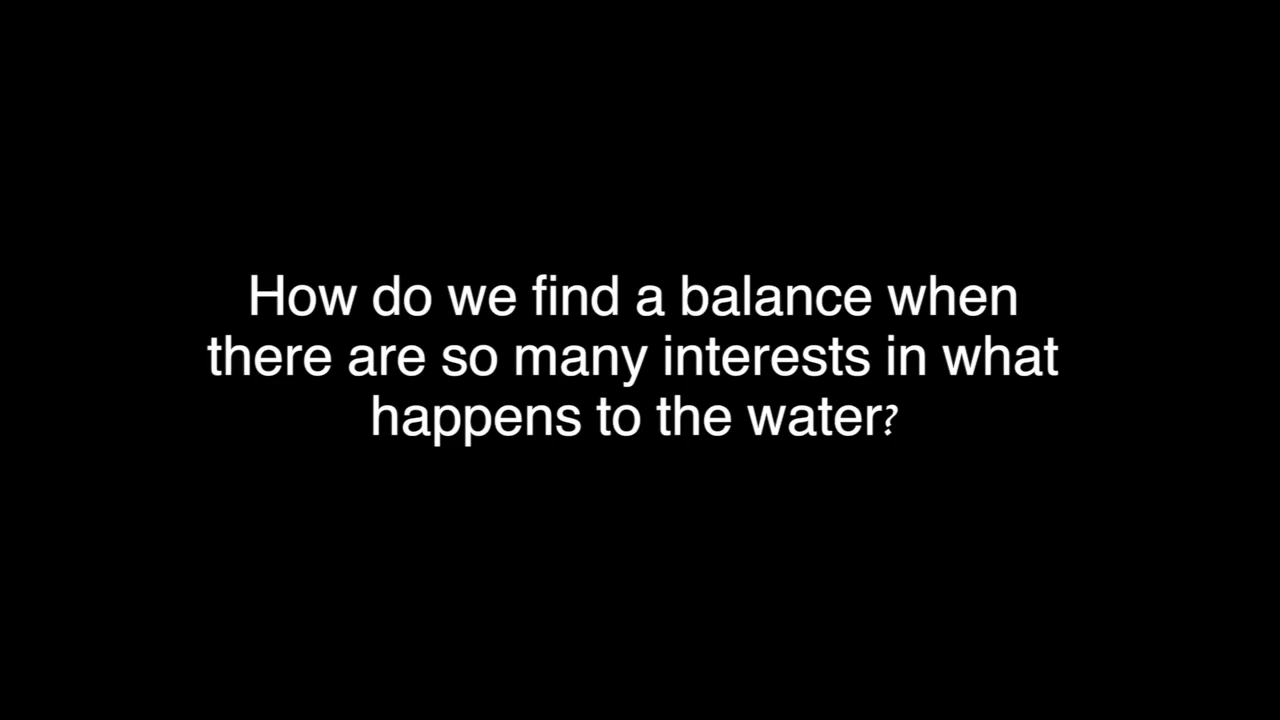 How do we find a balance when
there are so many interests in what
happens to the water?